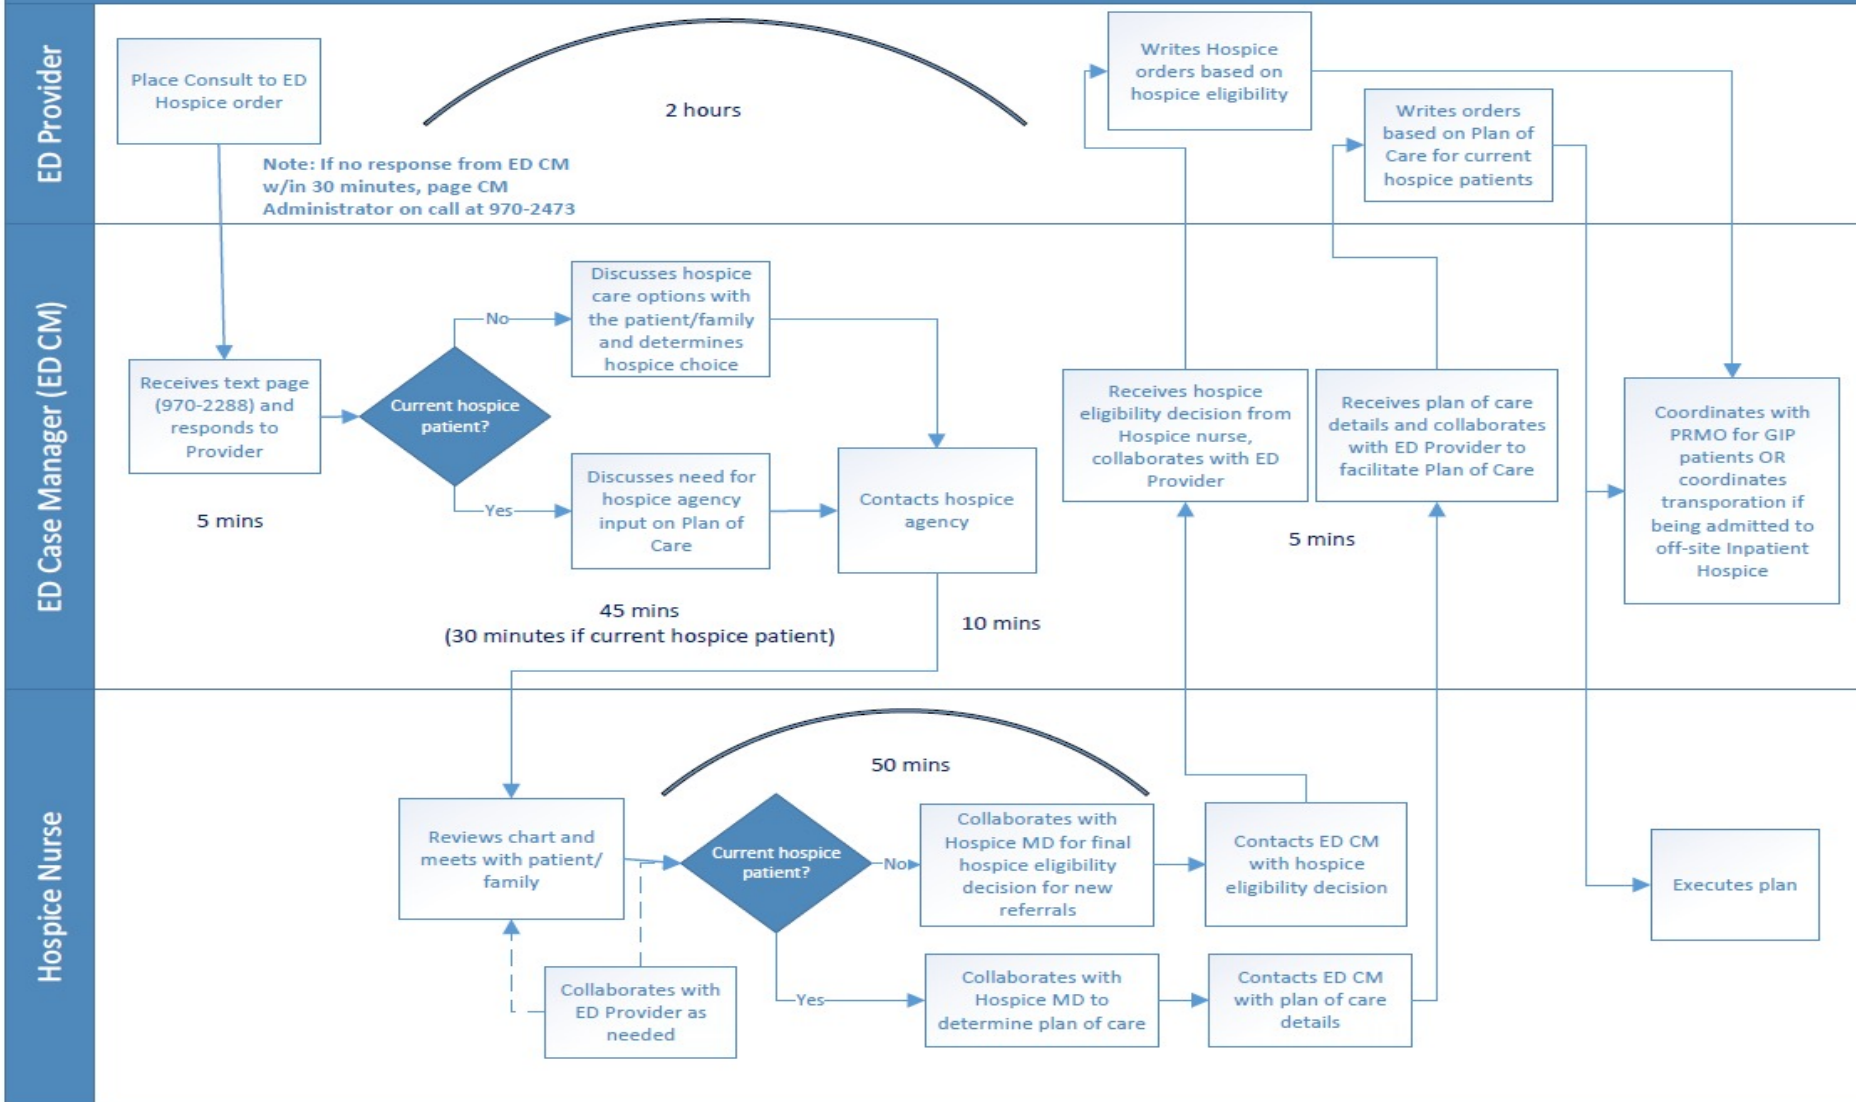 ED Provider
Place Consult to ED
Hospice order
2 hours
Note: If no response from ED CM
w/in 30 minutes, page CM
Administrator on call at 970-2473
Writes Hospice
orders based on
hospice eligibility
Writes orders
based on Plan of
Care for current
hospice patients
ED Case Manager (ED CM)
Receives text page
(970-2288) and
responds to
Provider
5 mins
Current hospice
patient?
No
Discusses hospice
care options with
the patient/family
and determines
hospice choice
Yes
Discusses need for
hospice agency
input on Plan of
Care
45 mins
(30 minutes if current hospice patient)
Contacts hospice
agency
10 mins
Receives hospice
eligibility decision from
Hospice nurse,
collaborates with ED
Provider
Receives plan of care
details and collaborates
with ED Provider to
facilitate Plan of Care
5 mins
Coordinates with
PRMO for GIP
patients OR
coordinates
transporation if
being admitted to
off-site Inpatient
Hospice
Hospice Nurse
Reviews chart and
meets with patient/
family
Collaborates with
ED Provider as
needed
50 mins
Current hospice
patient?
No
Collaborates with
Hospice MD for final
hospice eligibility
decision for new
referrals
Contacts ED CM
with hospice
eligibility decision
Yes
Collaborates with
Hospice MD to
determine plan of care
Contacts ED CM
with plan of care
details
Executes plan